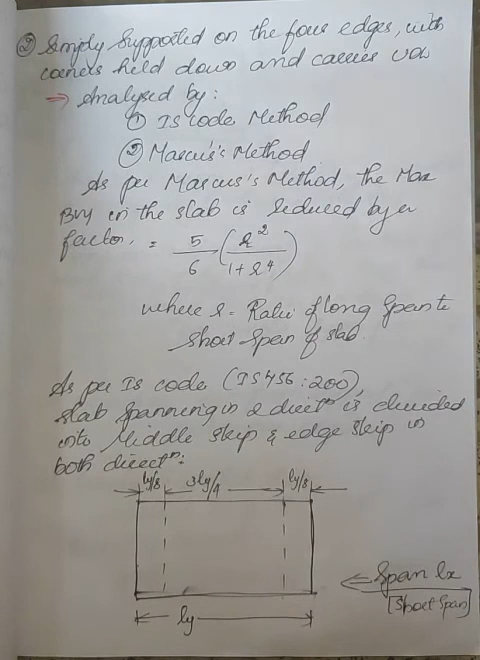 ② Simply Supported on the four edges, with
corners held down and carries UDL
→ Analysed by:
① IS code Method
② Marcus's Method
As per Marcus's Method, the Max
BM in the slab is reduced by a
factor, = 5/6 (r²/1+r⁴)
where r = Ratio of long Span to
Short Span of slab.
As per Is code (IS456:200),
slab Spanning in 2 directⁿ is divided
into Middle Strip & edge Strip in
both directⁿ:
ly/8 3ly/4 ly/8
Span lx
[Short Span]
ly